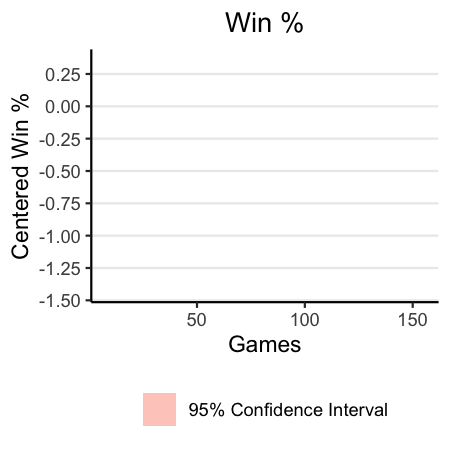 Win %
Centered Win %
0.25
0.00
-0.25
-0.50
-0.75
-1.00
-1.25
-1.50
50 100 150
Games
95% Confidence Interval